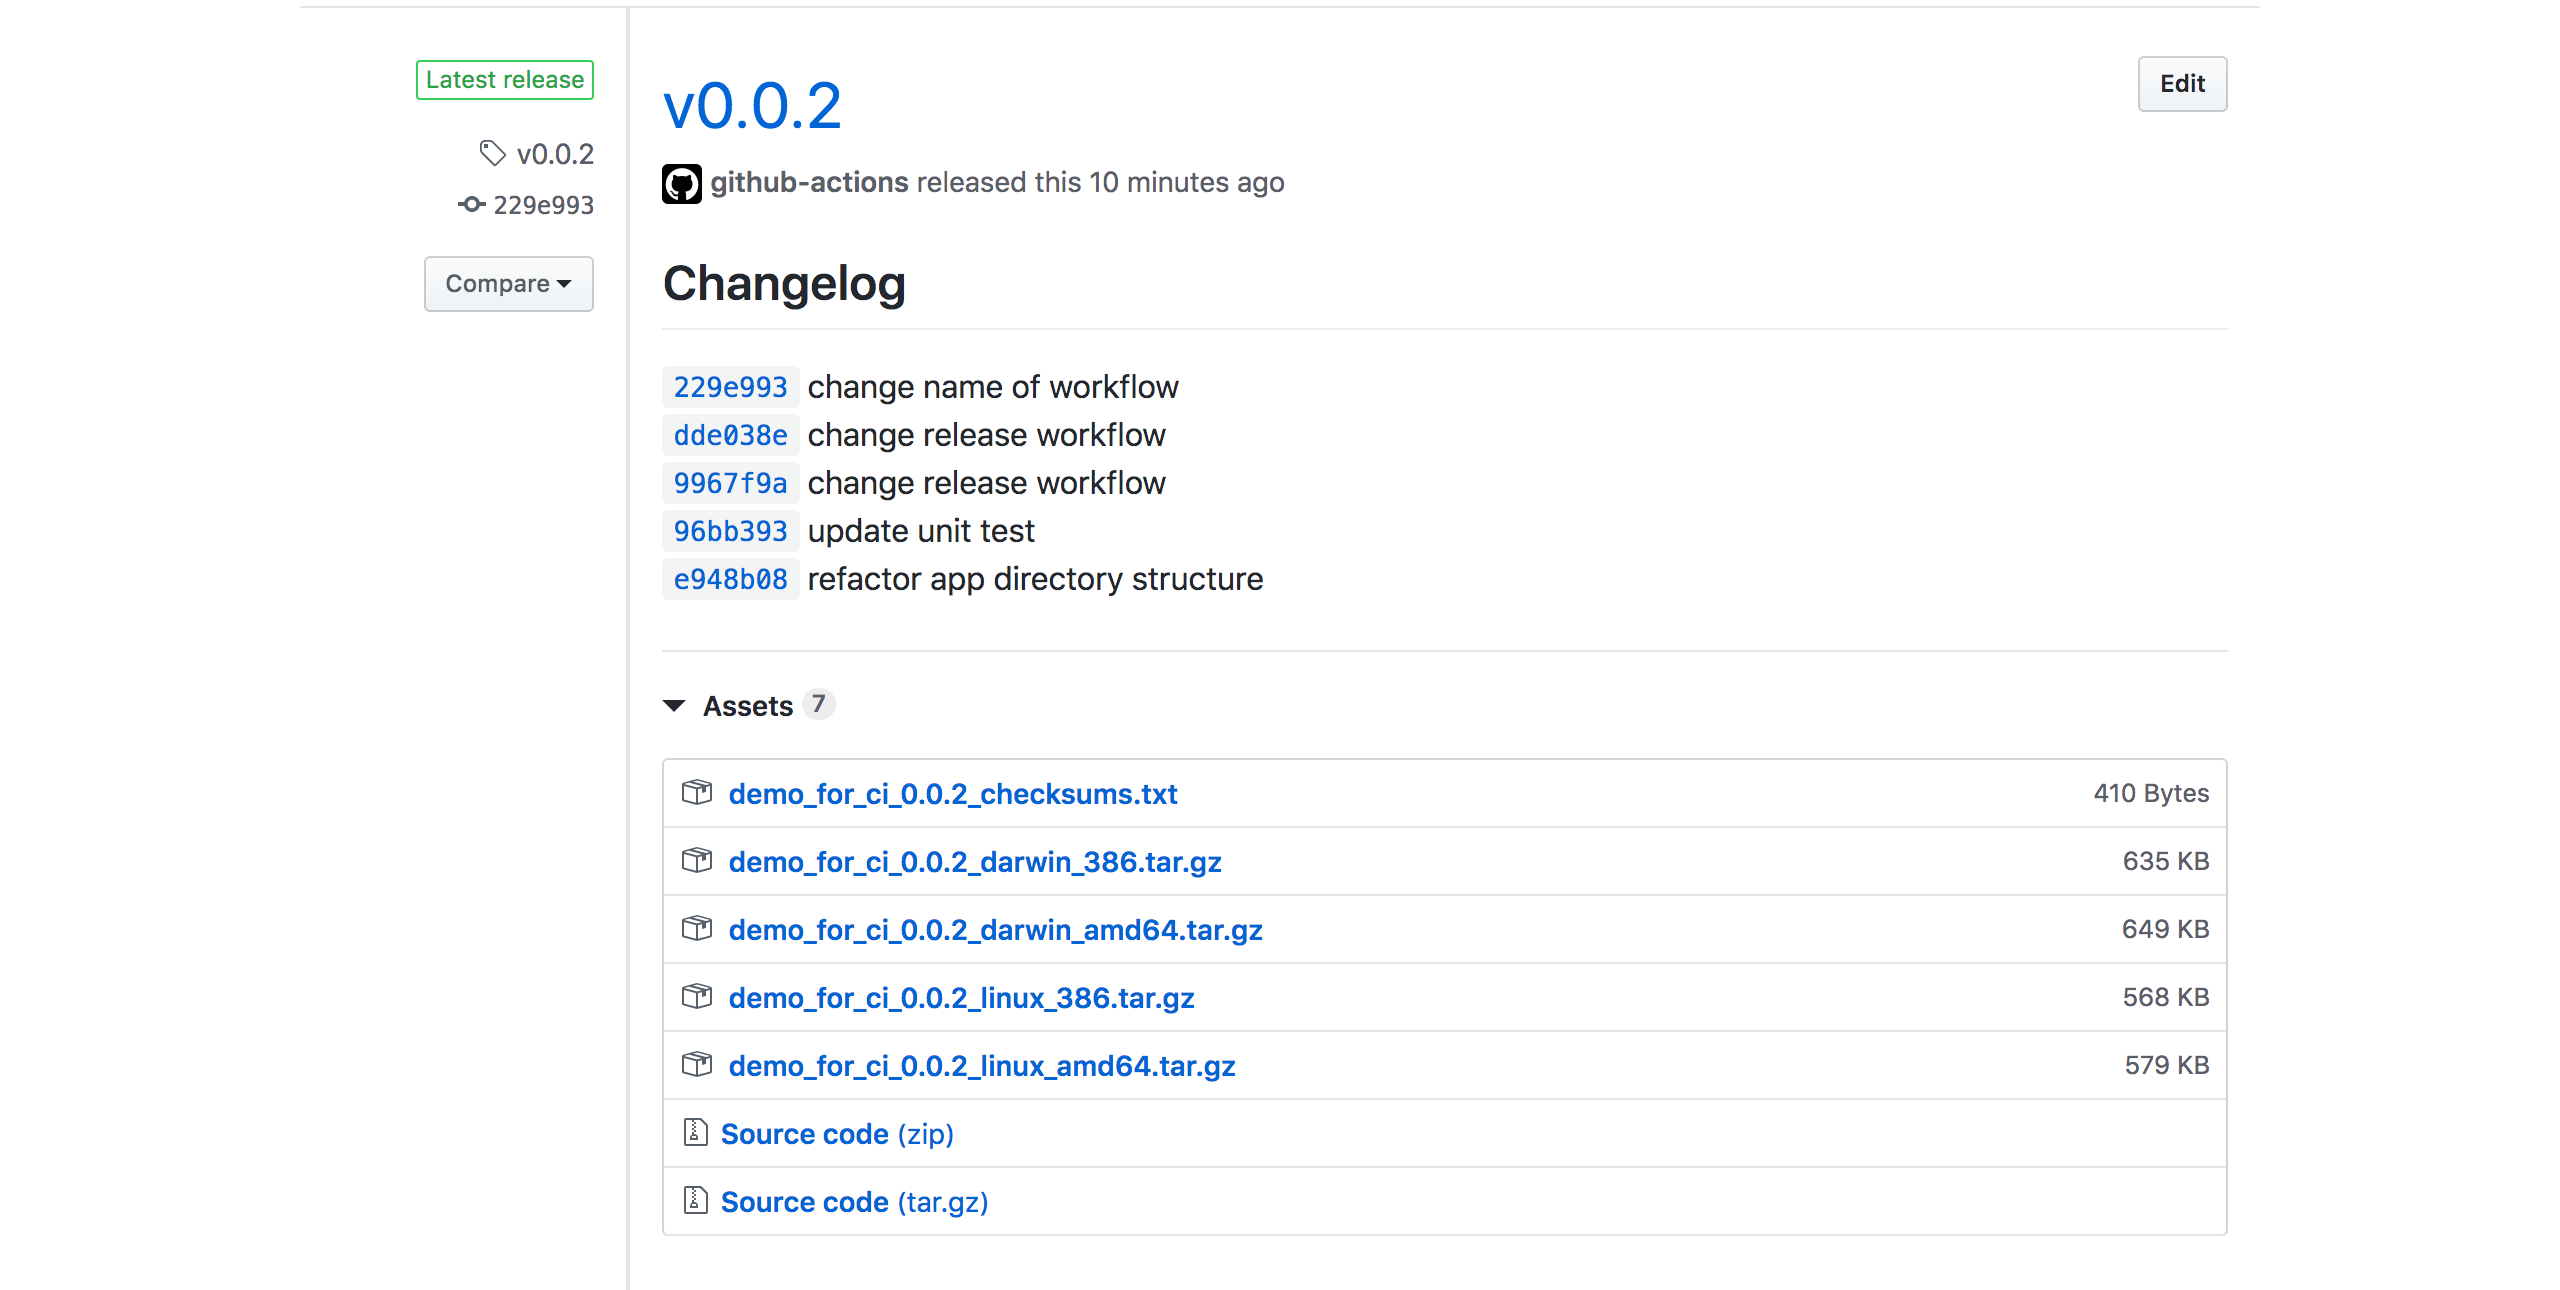 Latest release
v0.0.2
229e993
Compare
v0.0.2
Edit
github-actions released this 10 minutes ago
Changelog
229e993 change name of workflow
dde038e change release workflow
9967f9a change release workflow
96bb393 update unit test
e948b08 refactor app directory structure
Assets 7
demo_for_ci_0.0.2_checksums.txt 410 Bytes
demo_for_ci_0.0.2_darwin_386.tar.gz 635 KB
demo_for_ci_0.0.2_darwin_amd64.tar.gz 649 KB
demo_for_ci_0.0.2_linux_386.tar.gz 568 KB
demo_for_ci_0.0.2_linux_amd64.tar.gz 579 KB
Source code (zip)
Source code (tar.gz)